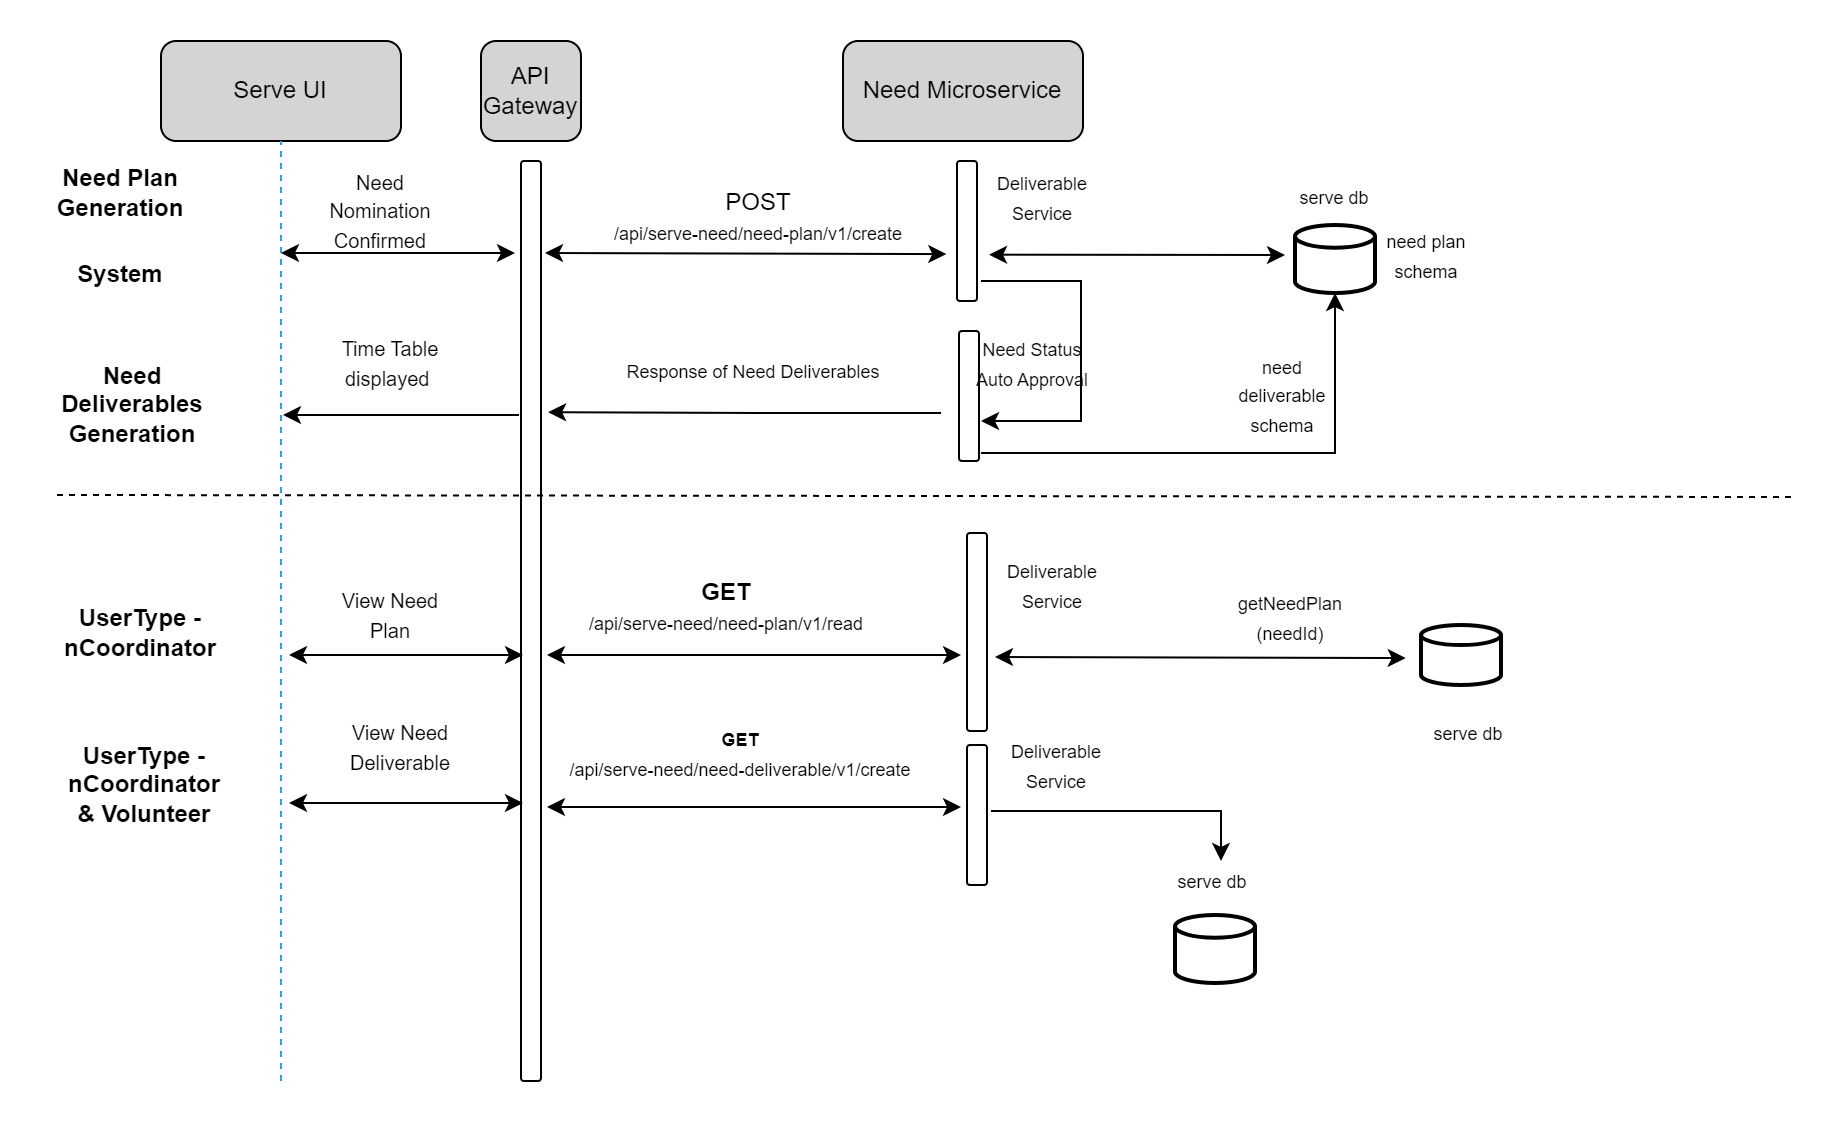 Serve UI
API
Gateway
Need Microservice
Need Plan
Generation
System
Need
Nomination
Confirmed
POST
/api/serve-need/need-plan/v1/create
Deliverable
Service
serve db
need plan
schema
Need
Deliverables
Generation
Time Table
displayed
Response of Need Deliverables
Need Status
Auto Approval
need
deliverable
schema
UserType -
nCoordinator
View Need
Plan
GET
/api/serve-need/need-plan/v1/read
Deliverable
Service
getNeedPlan
(needId)
serve db
UserType -
nCoordinator
& Volunteer
View Need
Deliverable
GET
/api/serve-need/need-deliverable/v1/create
Deliverable
Service
serve db